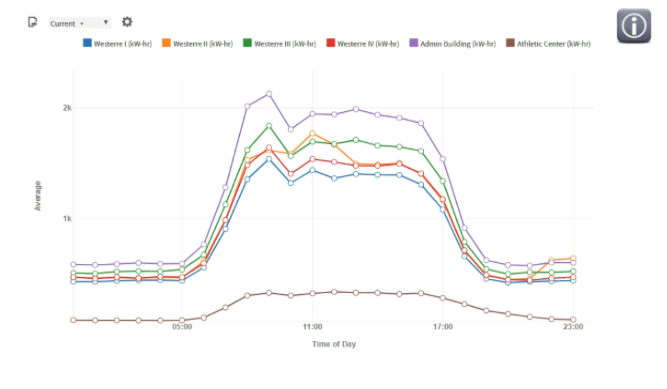 Current
Westerre I (kW-hr) Westerre II (kW-hr) Westerre III (kW-hr) Westerre IV (kW-hr) Admin Building (kW-hr) Athletic Center (kW-hr)
2k
Average
1k
05:00 11:00 17:00 23:00
Time of Day